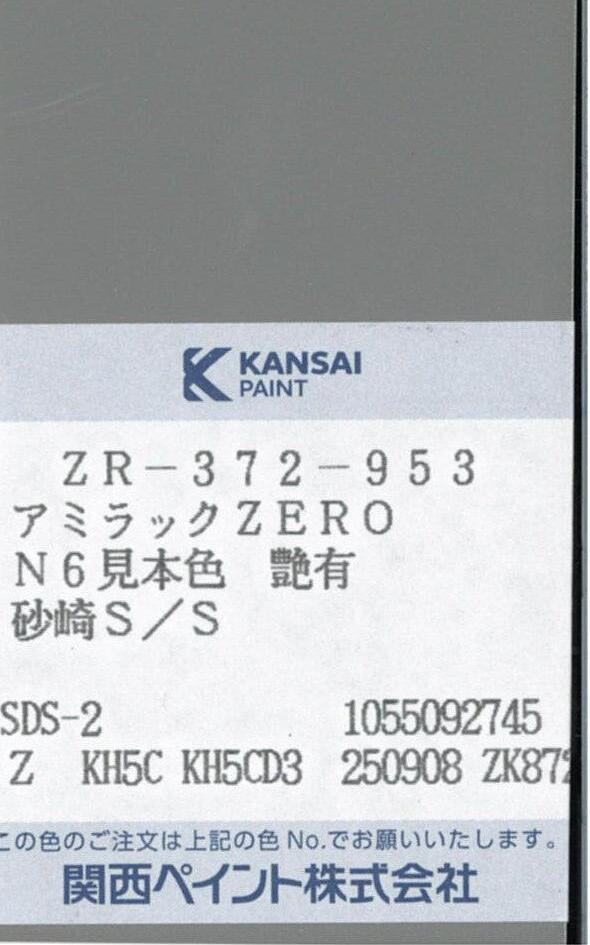 KANSAI
PAINT
ZR－372－953
アミラックZERO
N6見本色　艶有
砂崎S／S
SDS-2 1055092745
Z KH5C KH5CD3 250908 ZK872
この色のご注文は上記の色 No.でお願いいたします。
関西ペイント株式会社